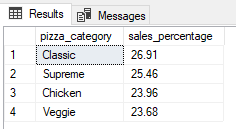 Results Messages
pizza_category sales_percentage
1 Classic 26.91
2 Supreme 25.46
3 Chicken 23.96
4 Veggie 23.68